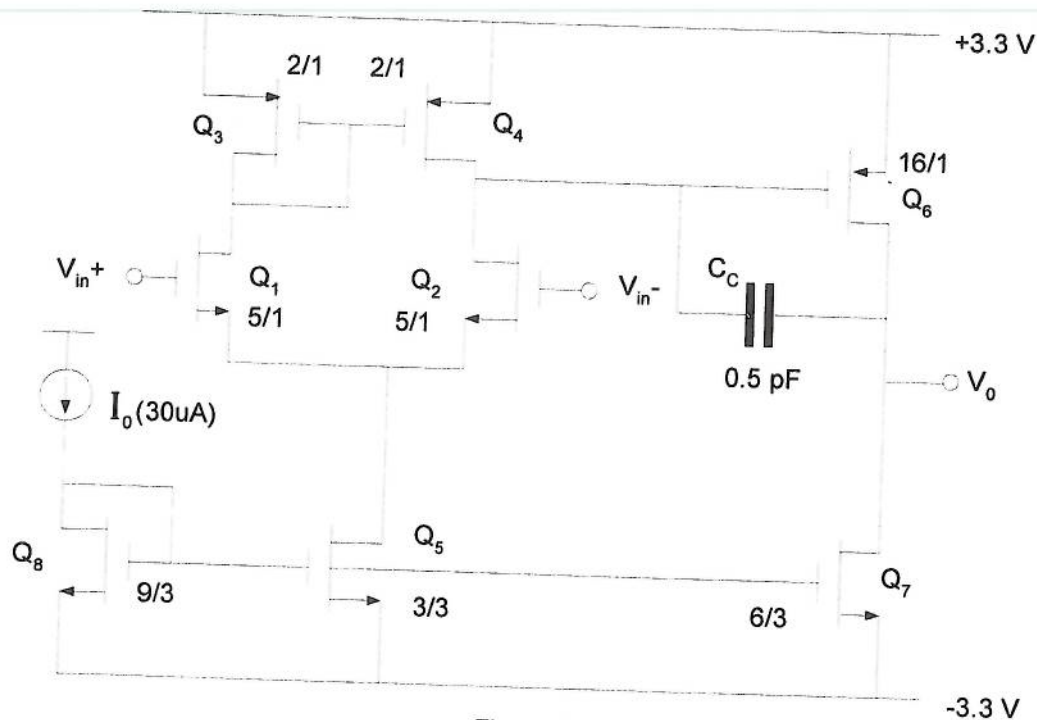 +3.3 V
2/1 2/1
Q3 Q4
16/1
Q6
Vin+ Q1 Q2 Vin-
5/1 5/1
CC
0.5 pF
V0
I0(30uA)
Q8 Q5 Q7
9/3 3/3 6/3
-3.3 V